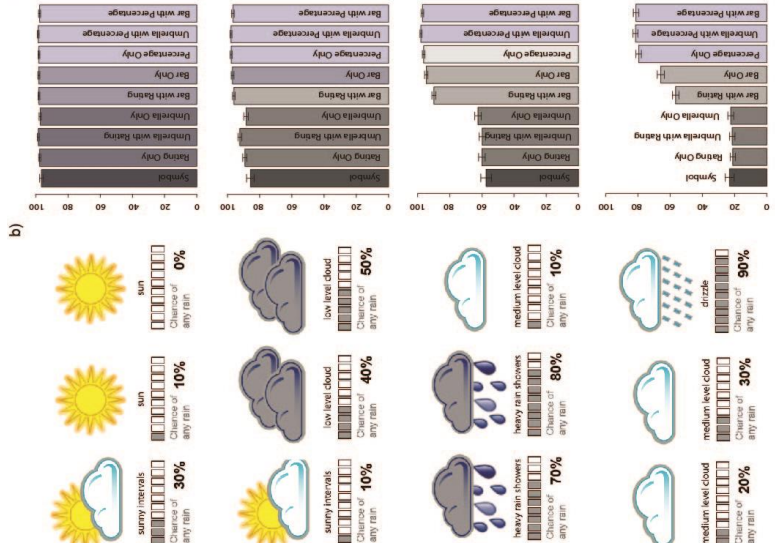 b)
sunny intervals
Chance of
any rain
30%
sun
Chance of
any rain
10%
sun
Chance of
any rain
0%
100
80
60
40
20
0
Symbol
Rating Only
Umbrella with Rating
Umbrella Only
Bar with Rating
Bar Only
Percentage Only
Umbrella with Percentage
Bar with Percentage
sunny intervals
Chance of
any rain
10%
low level cloud
Chance of
any rain
40%
low level cloud
Chance of
any rain
50%
100
80
60
40
20
0
Symbol
Rating Only
Umbrella with Rating
Umbrella Only
Bar with Rating
Bar Only
Percentage Only
Umbrella with Percentage
Bar with Percentage
heavy rain showers
Chance of
any rain
70%
heavy rain showers
Chance of
any rain
80%
medium level cloud
Chance of
any rain
10%
100
80
60
40
20
0
Symbol
Rating Only
Umbrella with Rating
Umbrella Only
Bar with Rating
Bar Only
Percentage Only
Umbrella with Percentage
Bar with Percentage
medium level cloud
Chance of
any rain
20%
medium level cloud
Chance of
any rain
30%
drizzle
Chance of
any rain
90%
100
80
60
40
20
0
Symbol
Rating Only
Umbrella with Rating
Umbrella Only
Bar with Rating
Bar Only
Percentage Only
Umbrella with Percentage
Bar with Percentage